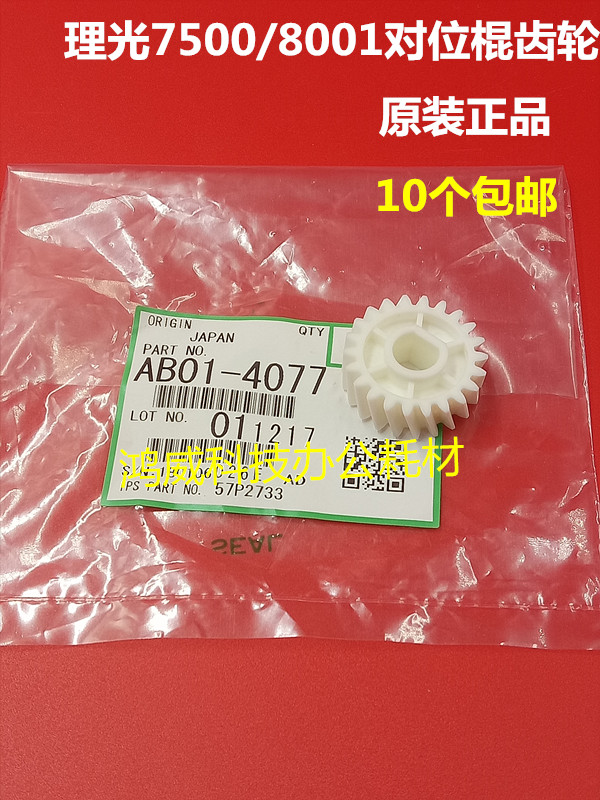 理光7500/8001对位棍齿轮
原装正品
10个包邮
ORIGIN
JAPAN
QTY
PART NO.
AB01-4077
LOT NO.
011217
鸿威科技办公耗材
IPS PART NO. 57P2733
SEAL